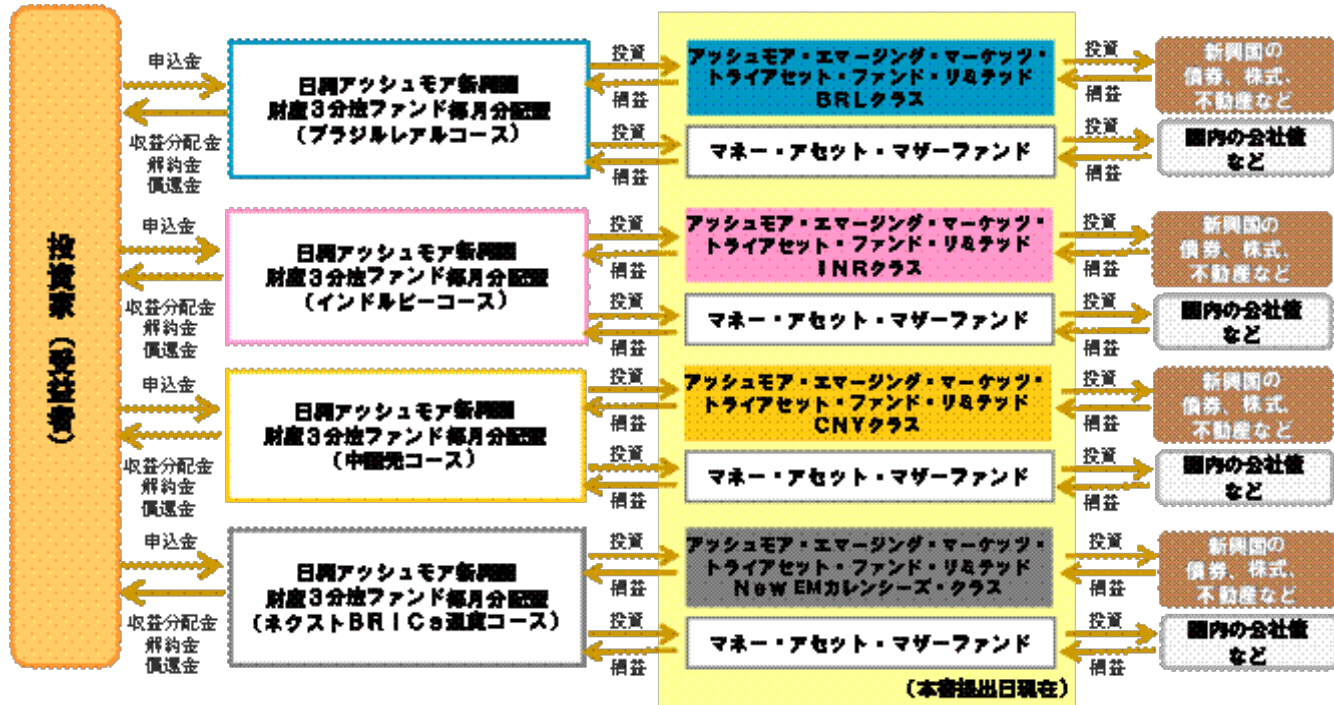 投資家（受益者）
申込金
収益分配金
解約金
償還金
日興アッシュモア新興国
財産３分法ファンド毎月分配型
（ブラジルレアルコース）
投資
損益
投資
損益
アッシュモア・エマージング・マーケッツ・
トライアセット・ファンド・リミテッド
ＢＲＬクラス
マネー・アセット・マザーファンド
投資
損益
投資
損益
新興国の
債券、株式、
不動産など
国内の公社債
など
申込金
収益分配金
解約金
償還金
日興アッシュモア新興国
財産３分法ファンド毎月分配型
（インドルピーコース）
投資
損益
投資
損益
アッシュモア・エマージング・マーケッツ・
トライアセット・ファンド・リミテッド
ＩＮＲクラス
マネー・アセット・マザーファンド
投資
損益
投資
損益
新興国の
債券、株式、
不動産など
国内の公社債
など
申込金
収益分配金
解約金
償還金
日興アッシュモア新興国
財産３分法ファンド毎月分配型
（中国元コース）
投資
損益
投資
損益
アッシュモア・エマージング・マーケッツ・
トライアセット・ファンド・リミテッド
ＣＮＹクラス
マネー・アセット・マザーファンド
投資
損益
投資
損益
新興国の
債券、株式、
不動産など
国内の公社債
など
申込金
収益分配金
解約金
償還金
日興アッシュモア新興国
財産３分法ファンド毎月分配型
（ネクストＢＲＩＣｓ通貨コース）
投資
損益
投資
損益
アッシュモア・エマージング・マーケッツ・
トライアセット・ファンド・リミテッド
Ｎｅｗ ＥＭカレンシーズ・クラス
マネー・アセット・マザーファンド
投資
損益
投資
損益
新興国の
債券、株式、
不動産など
国内の公社債
など
（本書提出日現在）